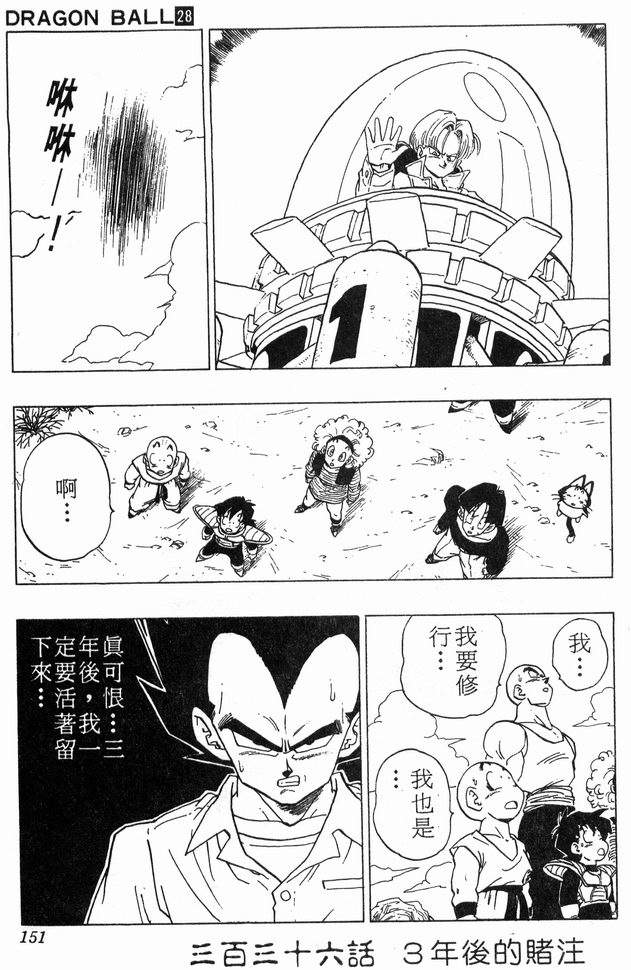 DRAGON BALL 28
1
咻
咻
—
!
啊…
我…
我要修
行…
我也是
…
眞可恨…三
年後，我一
定要活著留
下來…
151
三百三十六話 3年後的賭注